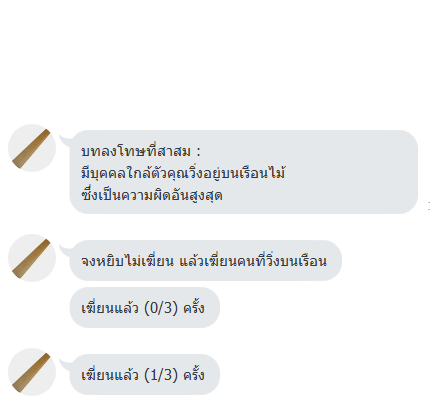 บทลงโทษที่สาสม :
มีบุคคลใกล้ตัวคุณวิ่งอยู่บนเรือนไม้
ซึ่งเป็นความผิดอันสูงสุด
จงหยิบไม้เฆี่ยน แล้วเฆี่ยนคนที่วิ่งบนเรือน
เฆี่ยนแล้ว (0/3) ครั้ง
เฆี่ยนแล้ว (1/3) ครั้ง